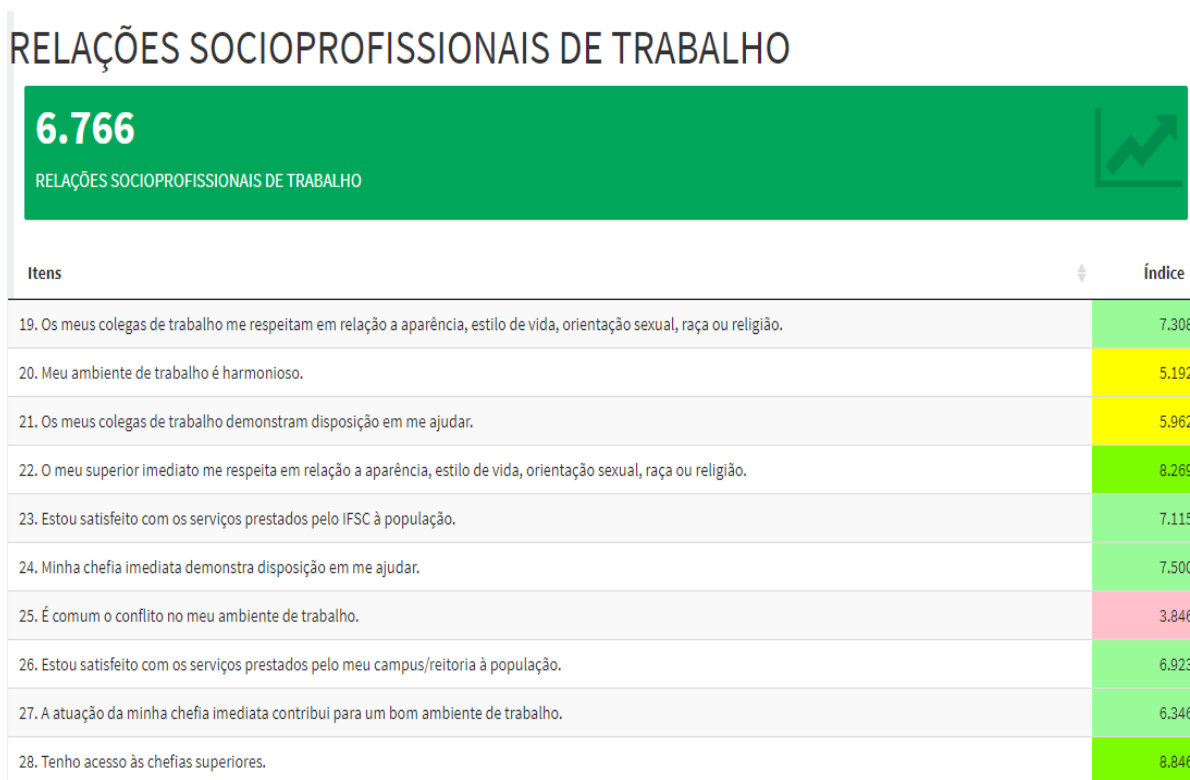 RELAÇÕES SOCIOPROFISSIONAIS DE TRABALHO
6.766
RELAÇÕES SOCIOPROFISSIONAIS DE TRABALHO
Itens Índice
19. Os meus colegas de trabalho me respeitam em relação a aparência, estilo de vida, orientação sexual, raça ou religião. 7.308
20. Meu ambiente de trabalho é harmonioso. 5.192
21. Os meus colegas de trabalho demonstram disposição em me ajudar. 5.962
22. O meu superior imediato me respeita em relação a aparência, estilo de vida, orientação sexual, raça ou religião. 8.269
23. Estou satisfeito com os serviços prestados pelo IFSC à população. 7.115
24. Minha chefia imediata demonstra disposição em me ajudar. 7.500
25. É comum o conflito no meu ambiente de trabalho. 3.846
26. Estou satisfeito com os serviços prestados pelo meu campus/reitoria à população. 6.923
27. A atuação da minha chefia imediata contribui para um bom ambiente de trabalho. 6.346
28. Tenho acesso às chefias superiores. 8.846